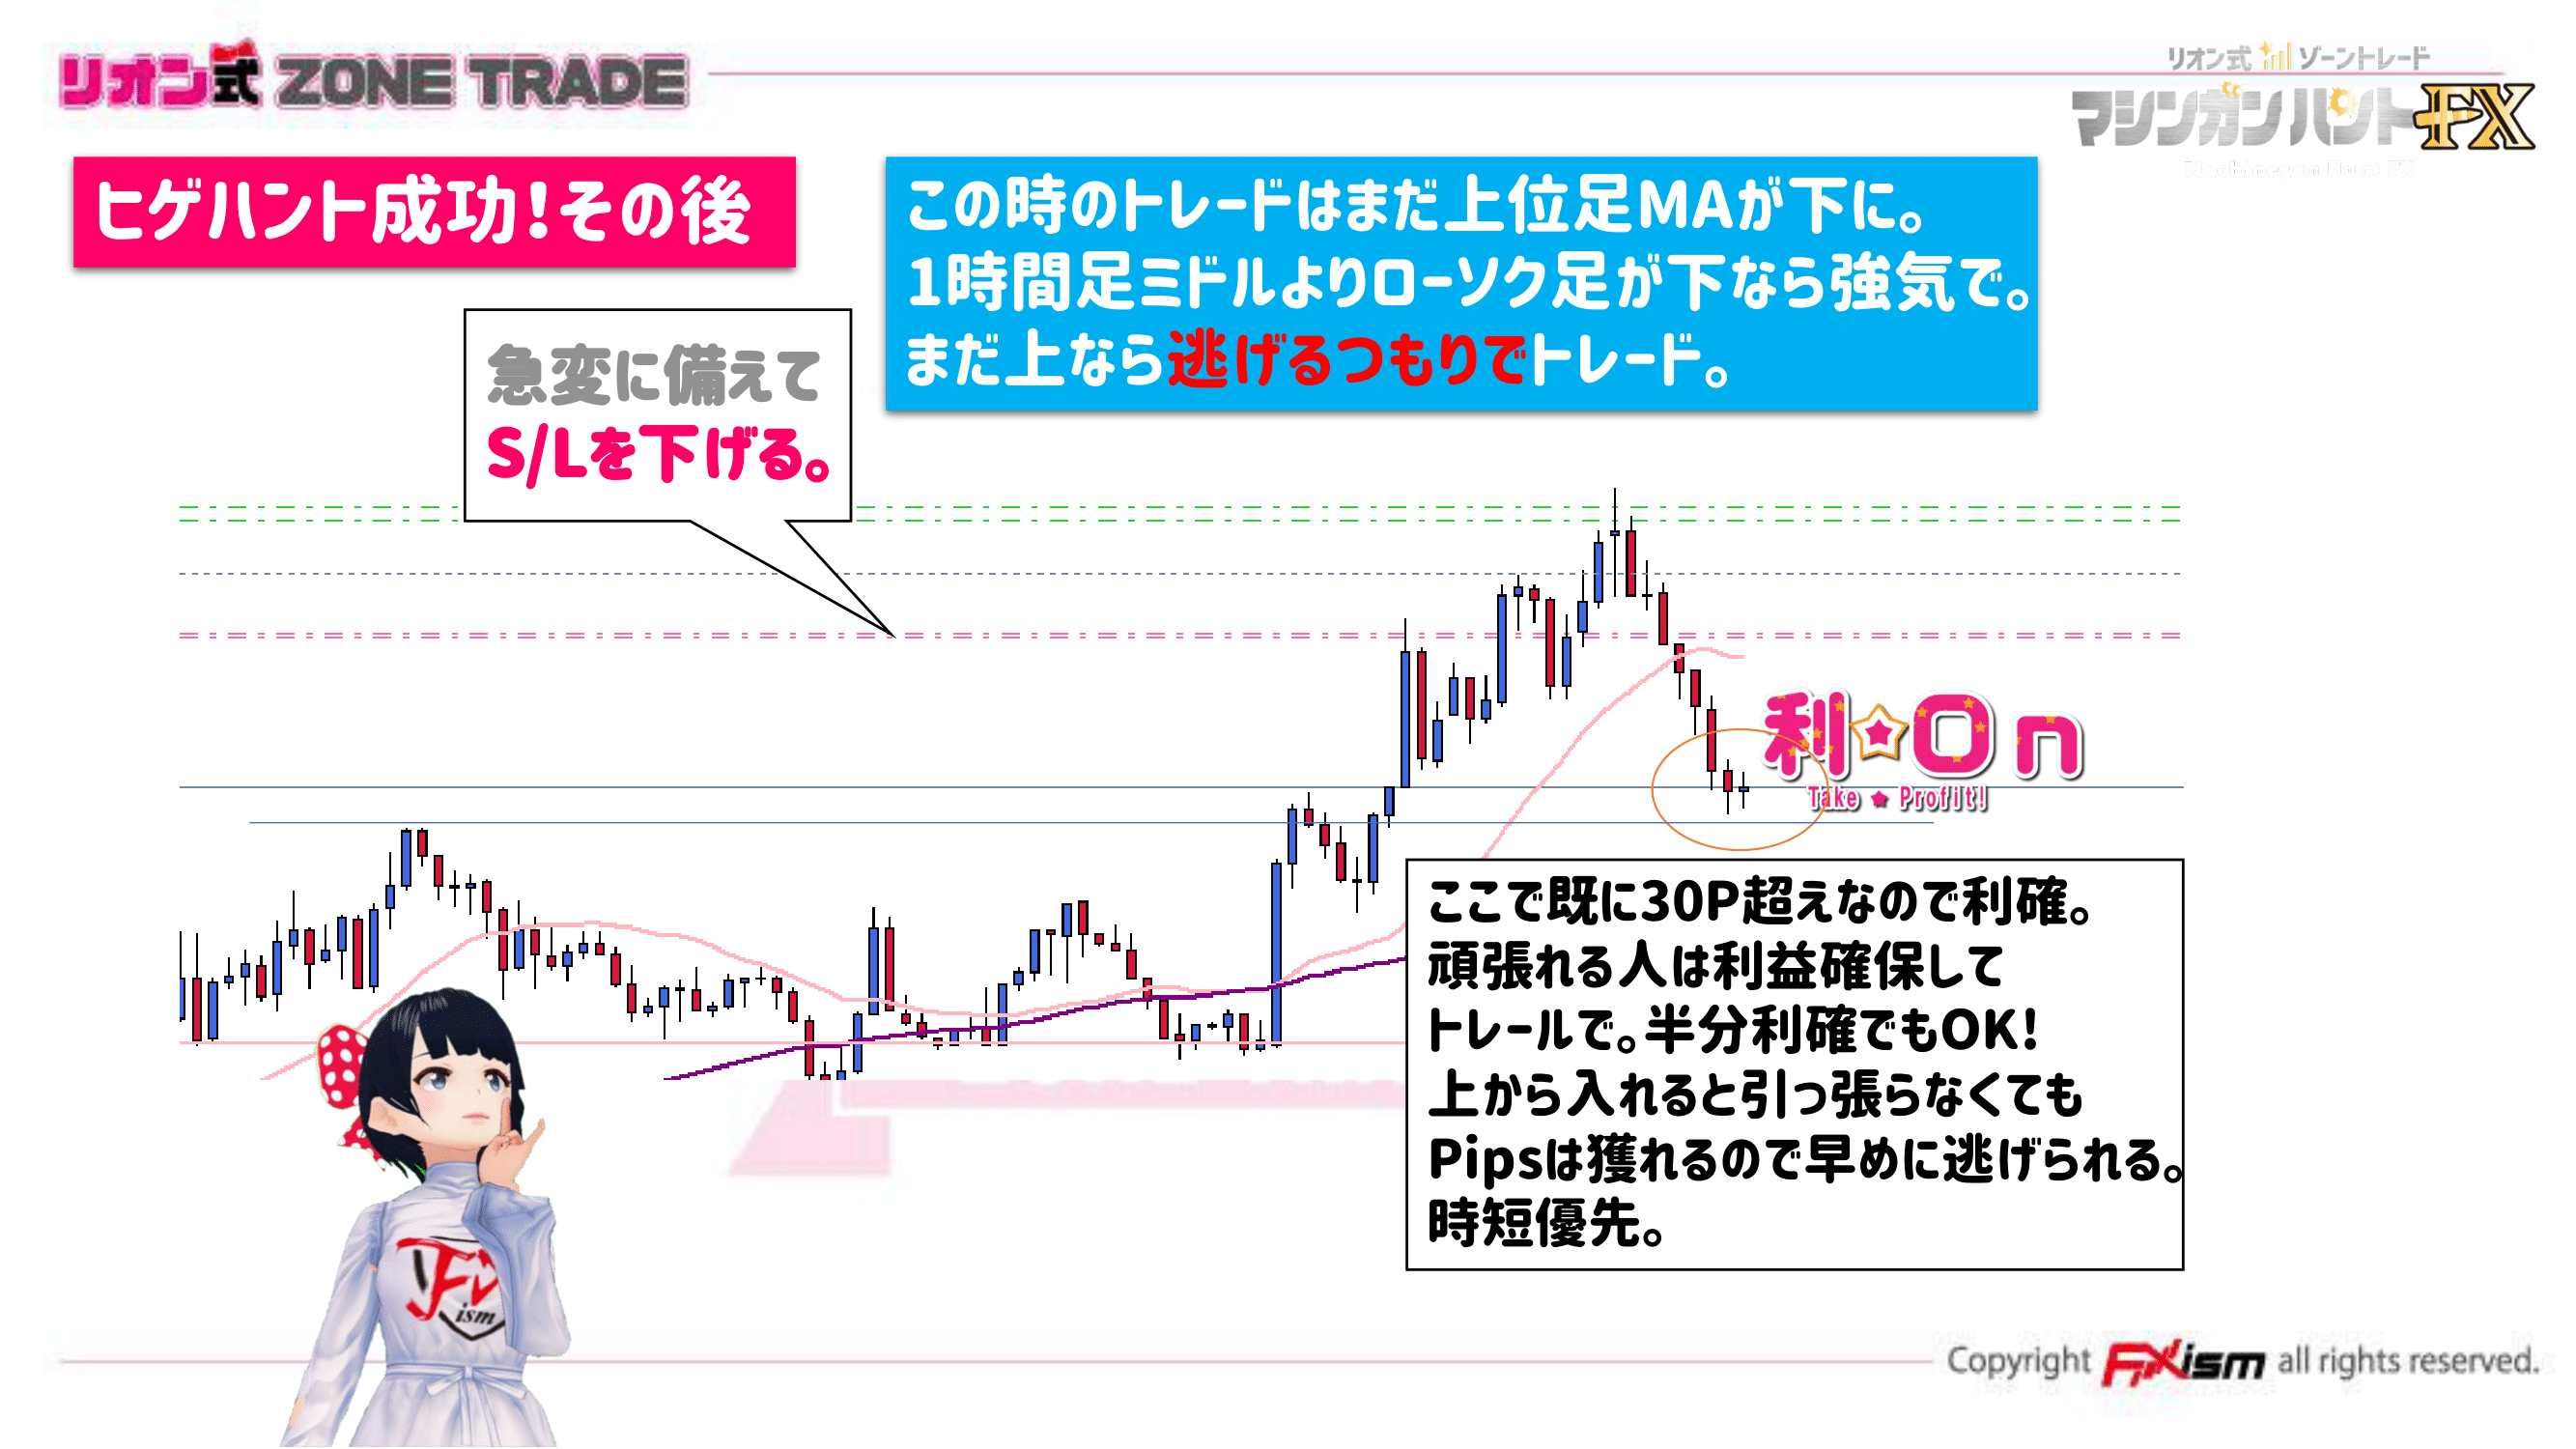 リオン式 ZONE TRADE
リオン式 ゾーントレード
マシンガンハントFX
Machinegun Hunt FX
ヒゲハント成功！その後
この時のトレードはまだ上位足MAが下に。
1時間足ミドルよりローソク足が下なら強気で。
まだ上なら逃げるつもりでトレード。
急変に備えて
S/Lを下げる。
利☆On
Take ★ Profit!
ここで既に30P超えなので利確。
頑張れる人は利益確保して
トレールで。半分利確でもOK！
上から入れると引っ張らなくても
Pipsは獲れるので早めに逃げられる。
時短優先。
FXism
Copyright FXism all rights reserved.